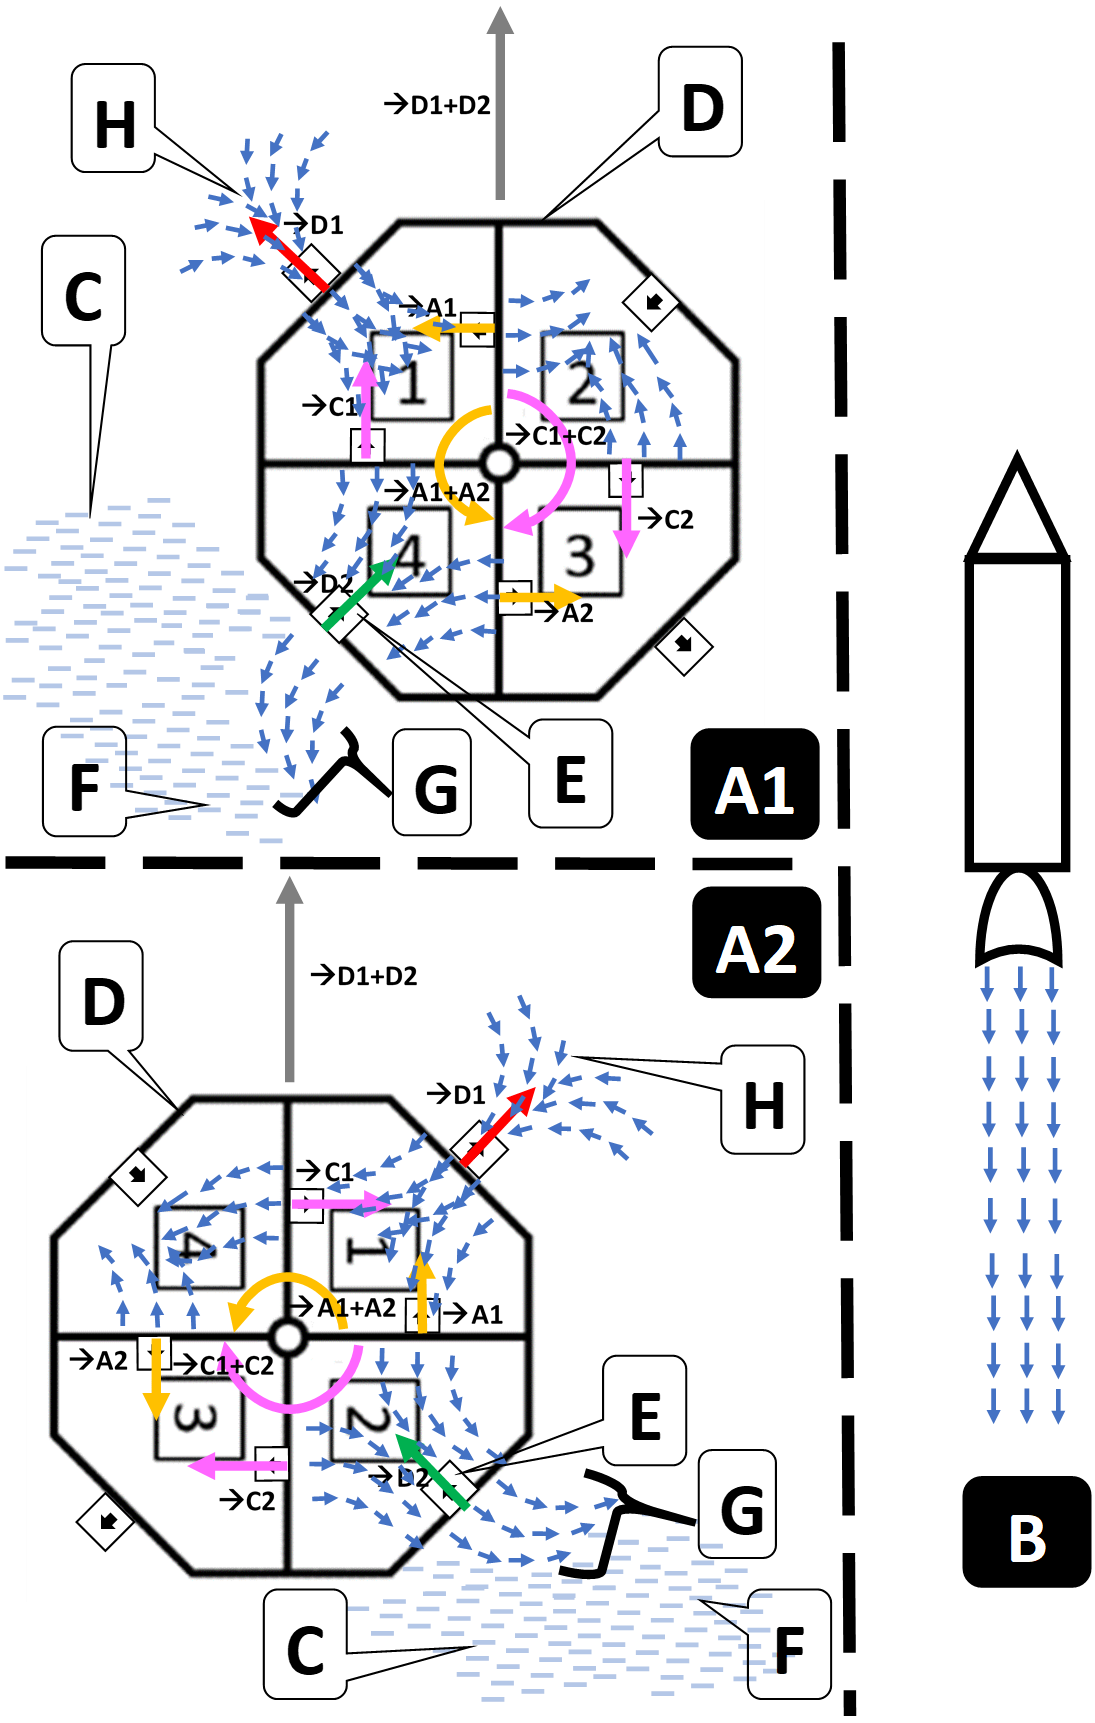 →D1+D2
H
D
→D1
C
→A1
1
2
→C1
→C1+C2
→A1+A2
→C2
4
3
→D2
→A2
F
G
E
A1
A2
D
→D1+D2
→D1
H
→C1
4
1
→A1+A2
→A1
→A2
→C1+C2
3
2
E
→D2
→C2
G
C
F
B